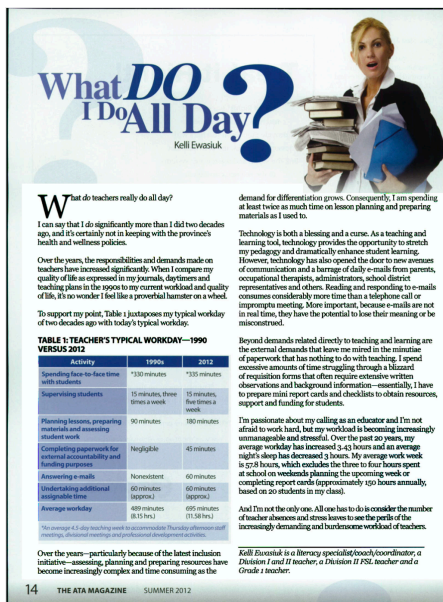 What DO
I Do All Day?
Kelli Ewasiuk
What do teachers really do all day?
I can say that I do significantly more than I did two decades
ago, and it's certainly not in keeping with the province's
health and wellness policies.
Over the years, the responsibilities and demands made on
teachers have increased significantly. When I compare my
quality of life as expressed in my journals, daytimers and
teaching plans in the 1990s to my current workload and quality
of life, it's no wonder I feel like a proverbial hamster on a wheel.
To support my point, Table 1 juxtaposes my typical workday
of two decades ago with today's typical workday.
TABLE 1: TEACHER'S TYPICAL WORKDAY—1990
VERSUS 2012
Activity 1990s 2012
Spending face-to-face time with students *330 minutes *335 minutes
Supervising students 15 minutes, three times a week 15 minutes, five times a week
Planning lessons, preparing materials and assessing student work 90 minutes 180 minutes
Completing paperwork for external accountability and funding purposes Negligible 45 minutes
Answering e-mails Nonexistent 60 minutes
Undertaking additional assignable time 60 minutes (approx.) 60 minutes (approx.)
Average workday 489 minutes (8.15 hrs.) 695 minutes (11.58 hrs.)
*An average 4.5-day teaching week to accommodate Thursday afternoon staff
meetings, divisional meetings and professional development activities.
Over the years—particularly because of the latest inclusion
initiative—assessing, planning and preparing resources have
become increasingly complex and time consuming as the
demand for differentiation grows. Consequently, I am spending
at least twice as much time on lesson planning and preparing
materials as I used to.
Technology is both a blessing and a curse. As a teaching and
learning tool, technology provides the opportunity to stretch
my pedagogy and dramatically enhance student learning.
However, technology has also opened the door to new avenues
of communication and a barrage of daily e-mails from parents,
occupational therapists, administrators, school district
representatives and others. Reading and responding to e-mails
consumes considerably more time than a telephone call or
impromptu meeting. More important, because e-mails are not
in real time, they have the potential to lose their meaning or be
misconstrued.
Beyond demands related directly to teaching and learning are
the external demands that leave me mired in the minutiae
of paperwork that has nothing to do with teaching. I spend
excessive amounts of time struggling through a blizzard
of requisition forms that often require extensive written
observations and background information—essentially, I have
to prepare mini report cards and checklists to obtain resources,
support and funding for students.
I'm passionate about my calling as an educator and I'm not
afraid to work hard, but my workload is becoming increasingly
unmanageable and stressful. Over the past 20 years, my
average workday has increased 3.43 hours and an average
night's sleep has decreased 3 hours. My average work week
is 57.8 hours, which excludes the three to four hours spent
at school on weekends planning the upcoming week or
completing report cards (approximately 150 hours annually,
based on 20 students in my class).
And I'm not the only one. All one has to do is consider the number
of teacher absences and stress leaves to see the perils of the
increasingly demanding and burdensome workload of teachers.
Kelli Ewasiuk is a literacy specialist/coach/coordinator, a
Division I and II teacher, a Division II FSL teacher and a
Grade 1 teacher.
14 THE ATA MAGAZINE SUMMER 2012